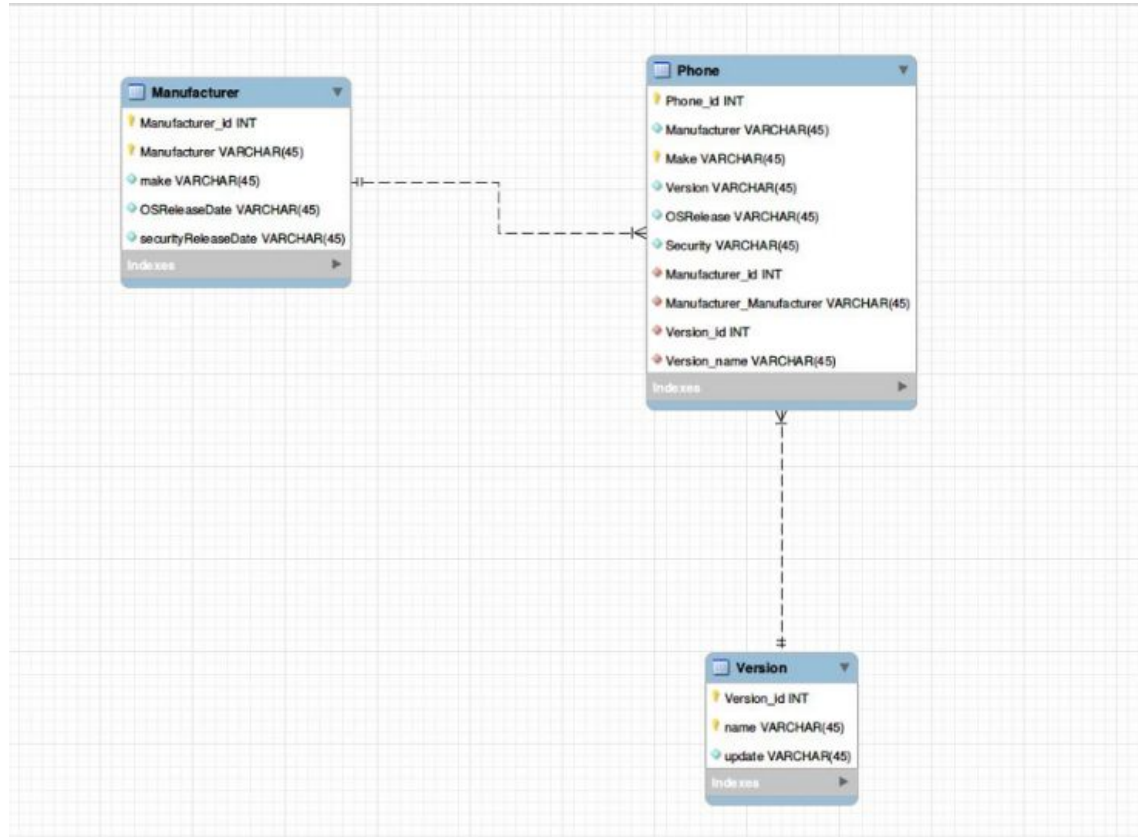 Manufacturer
Manufacturer_id INT
Manufacturer VARCHAR(45)
make VARCHAR(45)
OSReleaseDate VARCHAR(45)
securityReleaseDate VARCHAR(45)
Indexes
Phone
Phone_id INT
Manufacturer VARCHAR(45)
Make VARCHAR(45)
Version VARCHAR(45)
OSRelease VARCHAR(45)
Security VARCHAR(45)
Manufacturer_id INT
Manufacturer_Manufacturer VARCHAR(45)
Version_id INT
Version_name VARCHAR(45)
Indexes
Version
Version_id INT
name VARCHAR(45)
update VARCHAR(45)
Indexes